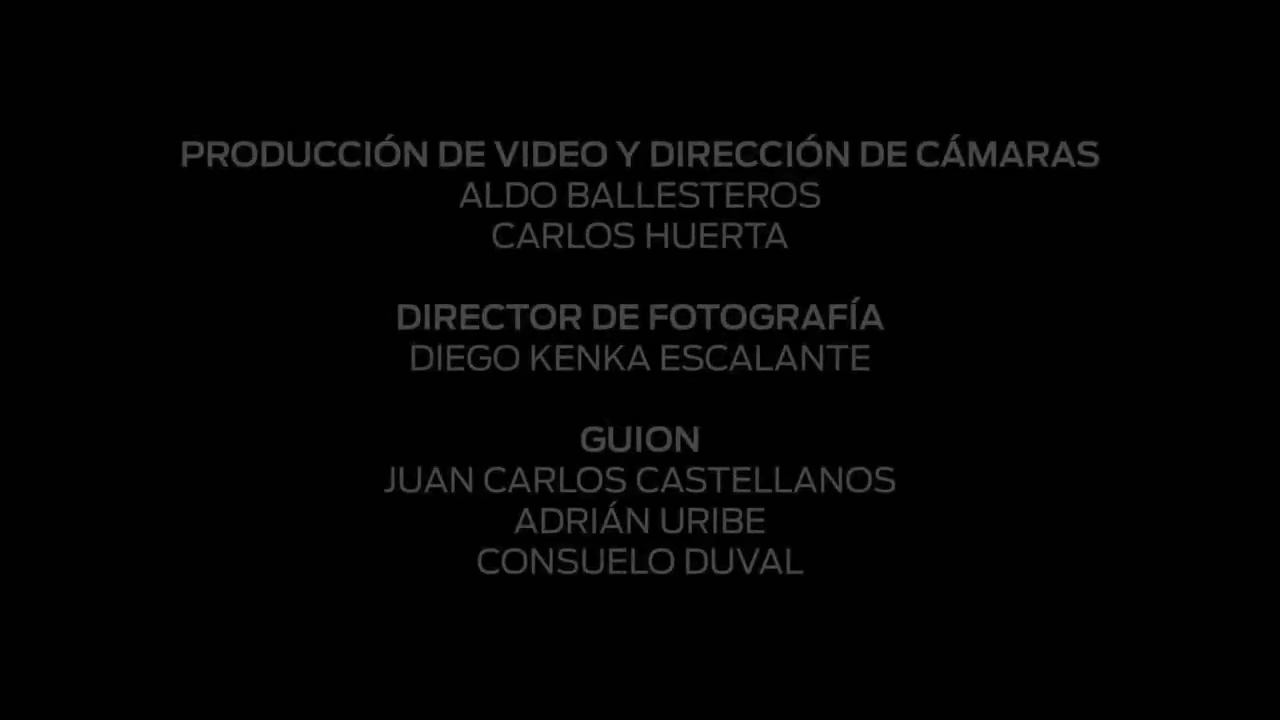 PRODUCCIÓN DE VIDEO Y DIRECCIÓN DE CÁMARAS
ALDO BALLESTEROS
CARLOS HUERTA
DIRECTOR DE FOTOGRAFÍA
DIEGO KENKA ESCALANTE
GUION
JUAN CARLOS CASTELLANOS
ADRIÁN URIBE
CONSUELO DUVAL